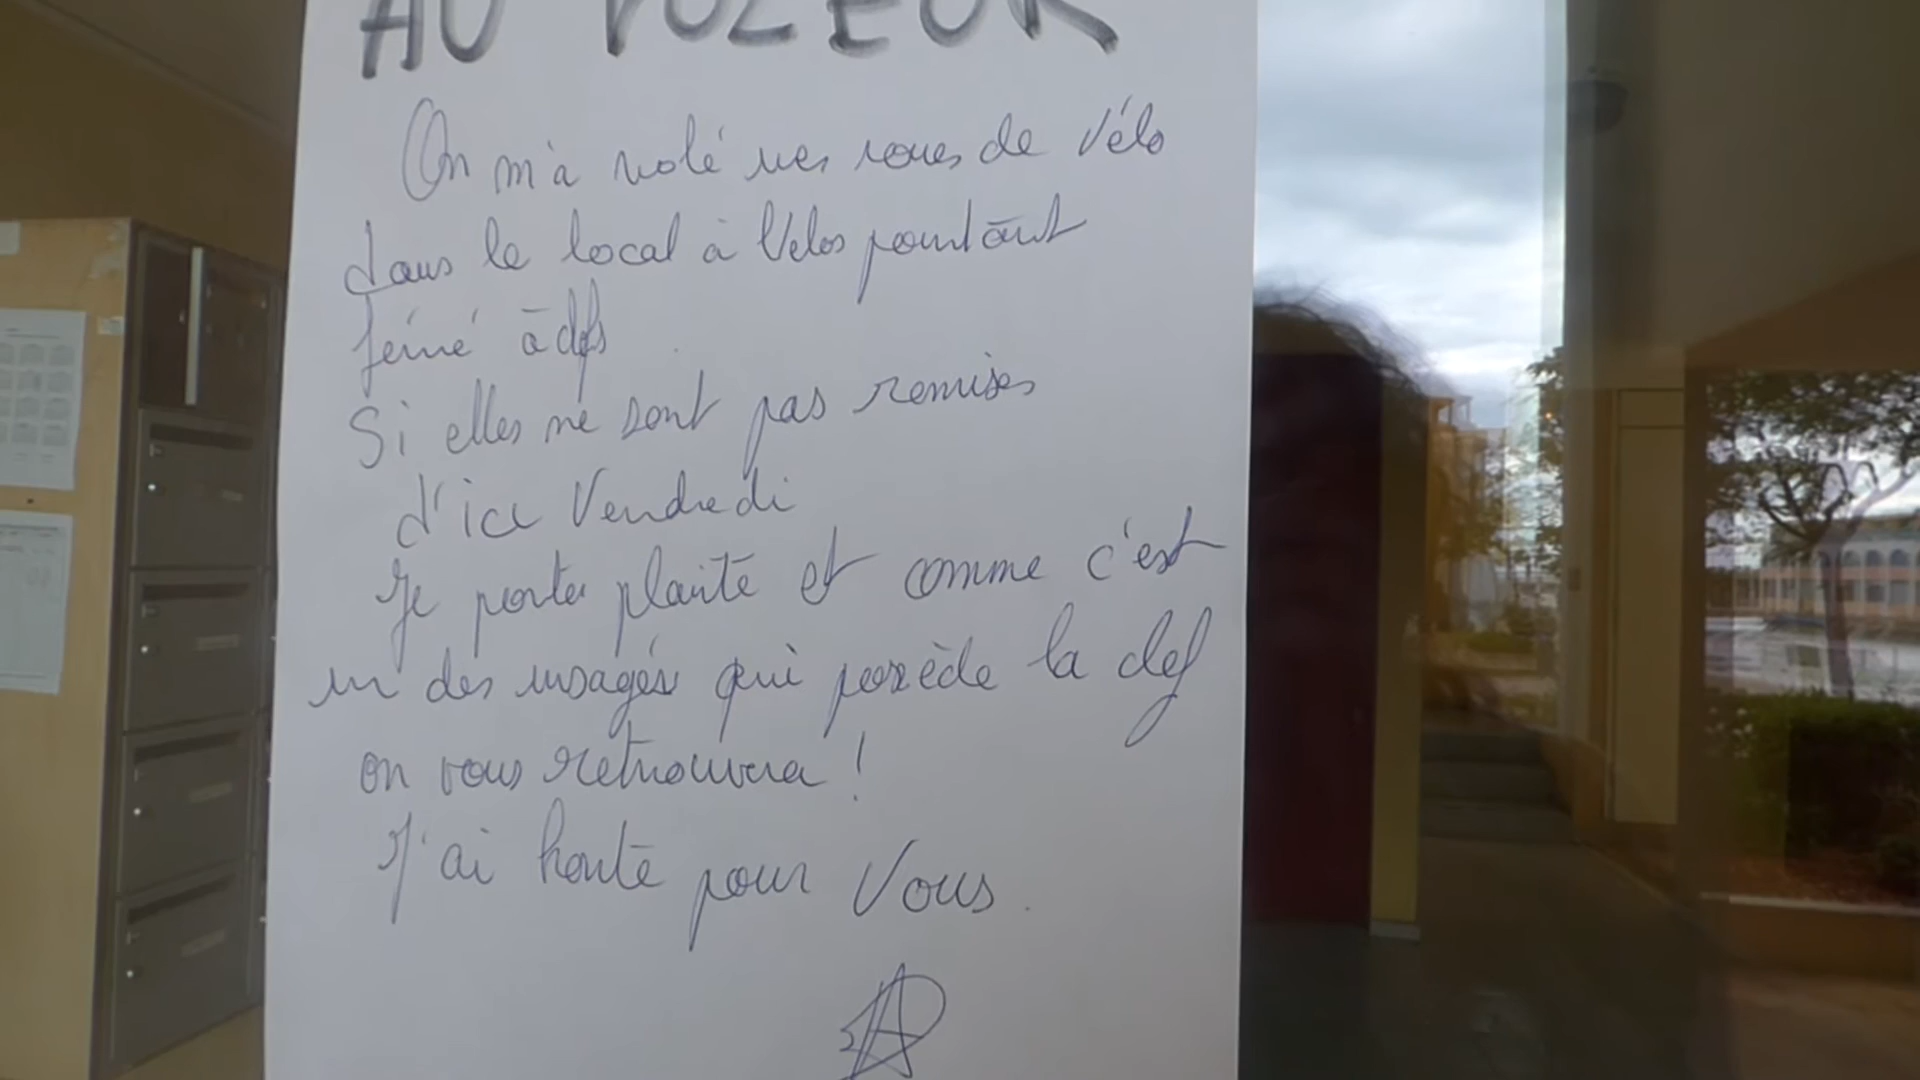 AU VOLEUR
On m'a volé mes roues de Vélo
dans le local à Vélos pourtant
fermé à clefs
Si elles ne sont pas remises
d'ici Vendredi
Je porte plainte et comme c'est
un des usagés qui possède la clef
on vous retrouvera !
J'ai honte pour Vous.